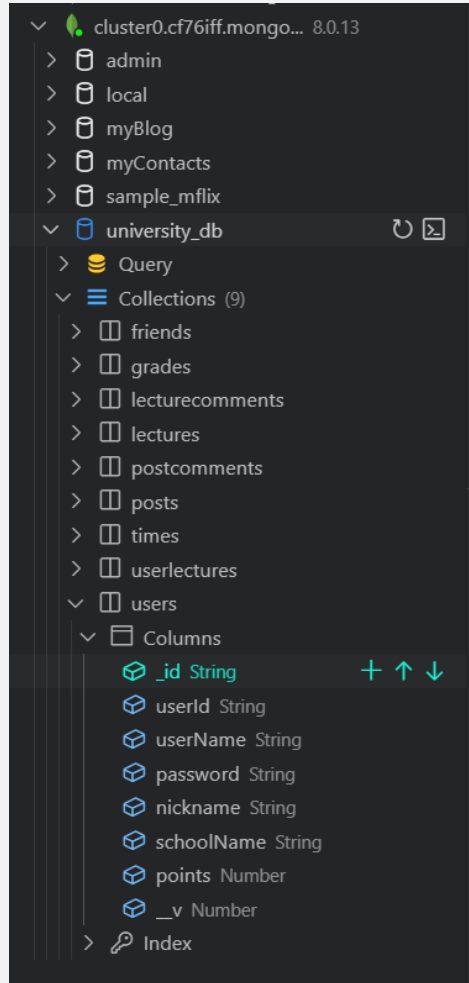 cluster0.cf76iff.mongo... 8.0.13
admin
local
myBlog
myContacts
sample_mflix
university_db
Query
Collections (9)
friends
grades
lecturecomments
lectures
postcomments
posts
times
userlectures
users
Columns
_id String
userId String
userName String
password String
nickname String
schoolName String
points Number
__v Number
Index